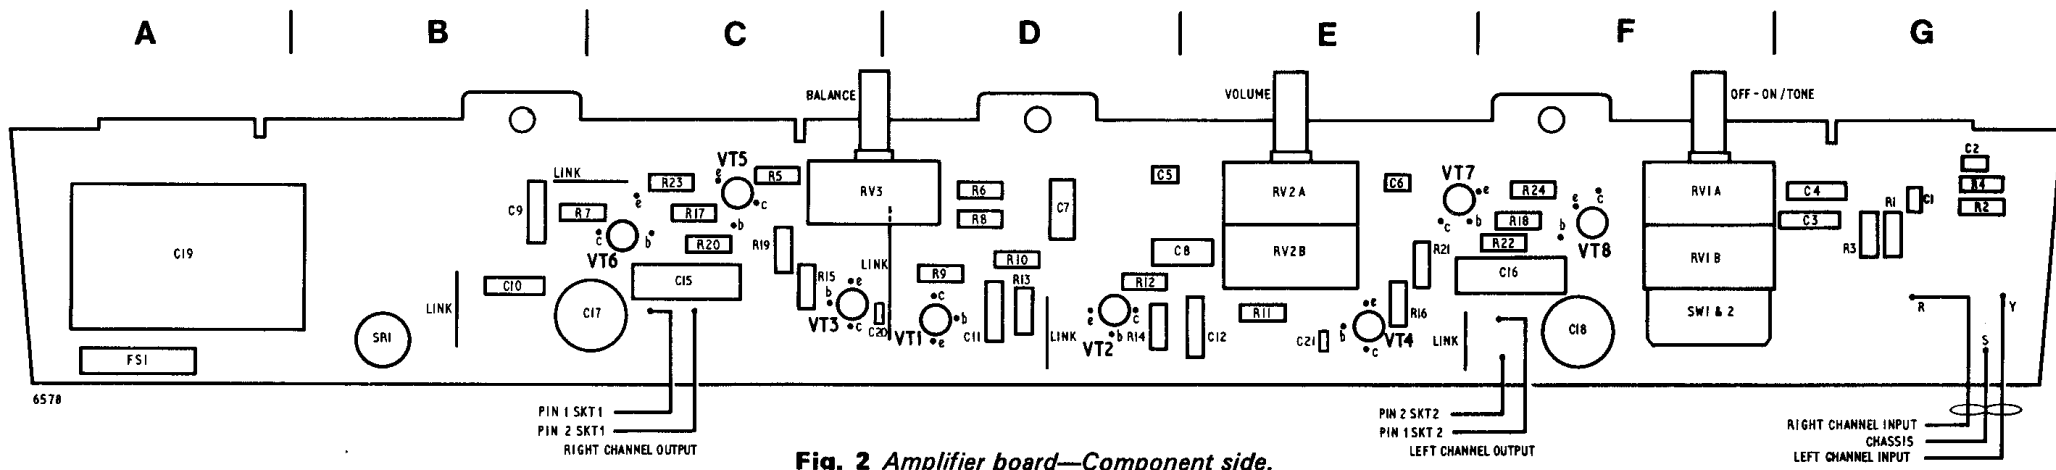 A B C D E F G
BALANCE VOLUME OFF-ON/TONE
C2
VT5 VT7
LINK e R23 R5 RV3 R6 C5 RV2A C6 e R24 c RV1A C4 R4
C9 R7 e R17 c R8 C7 c b R18 e C3 R1 C1 R2
c b R20 b R19 C8 RV2B R21 R22 b VT8 R3
C19 VT6 C15 LINK R10 C16 RV1B
C10 R15 e R9 R13 R12 e
LINK C17 b c C20 c b C11 e c b R14 C12 R11 C21 b c R16 LINK C18 SW1 & 2 R Y
SR1 VT3 VT1 e LINK VT2 VT4 S
FS1
6578
PIN 1 SKT1
PIN 2 SKT1
RIGHT CHANNEL OUTPUT
PIN 2 SKT2
PIN 1 SKT 2
LEFT CHANNEL OUTPUT
RIGHT CHANNEL INPUT
CHASSIS
LEFT CHANNEL INPUT
Fig. 2 Amplifier board—Component side.